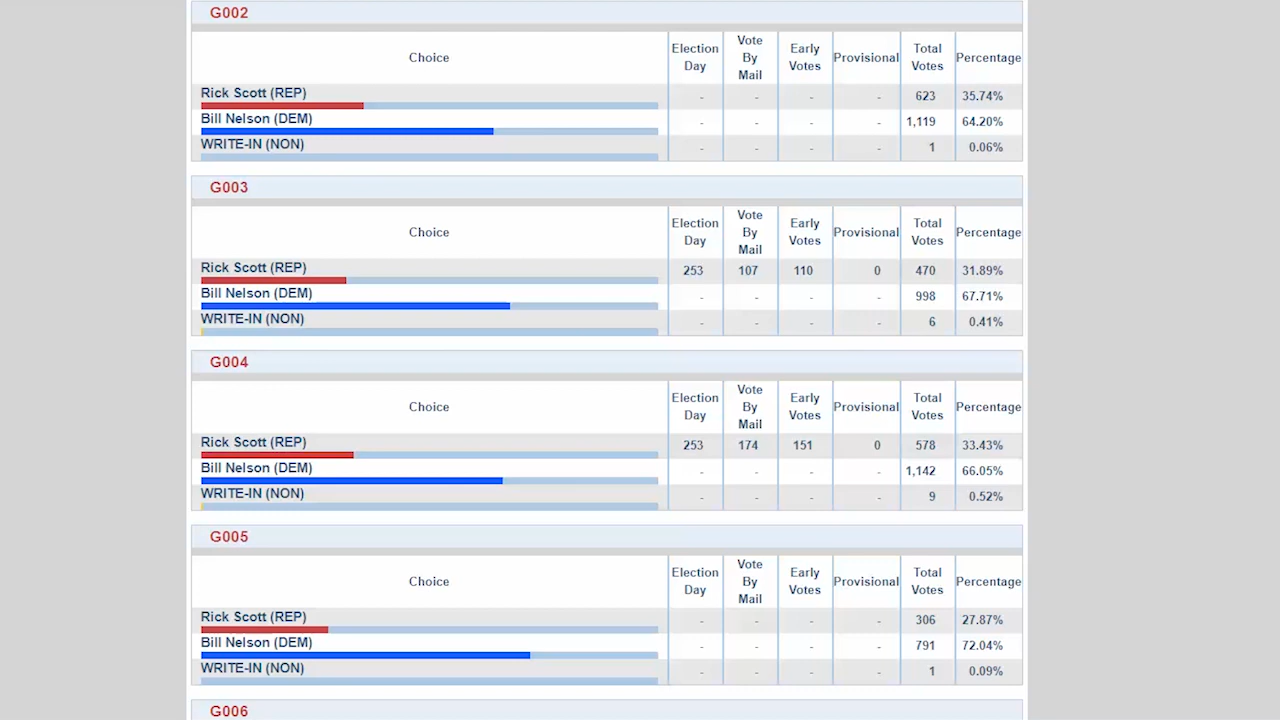 G002
Choice Election Day Vote By Mail Early Votes Provisional Total Votes Percentage
Rick Scott (REP) - - - - 623 35.74%
Bill Nelson (DEM) - - - - 1,119 64.20%
WRITE-IN (NON) - - - - 1 0.06%
G003
Choice Election Day Vote By Mail Early Votes Provisional Total Votes Percentage
Rick Scott (REP) 253 107 110 0 470 31.89%
Bill Nelson (DEM) - - - - 998 67.71%
WRITE-IN (NON) - - - - 6 0.41%
G004
Choice Election Day Vote By Mail Early Votes Provisional Total Votes Percentage
Rick Scott (REP) 253 174 151 0 578 33.43%
Bill Nelson (DEM) - - - - 1,142 66.05%
WRITE-IN (NON) - - - - 9 0.52%
G005
Choice Election Day Vote By Mail Early Votes Provisional Total Votes Percentage
Rick Scott (REP) - - - - 306 27.87%
Bill Nelson (DEM) - - - - 791 72.04%
WRITE-IN (NON) - - - - 1 0.09%
G006